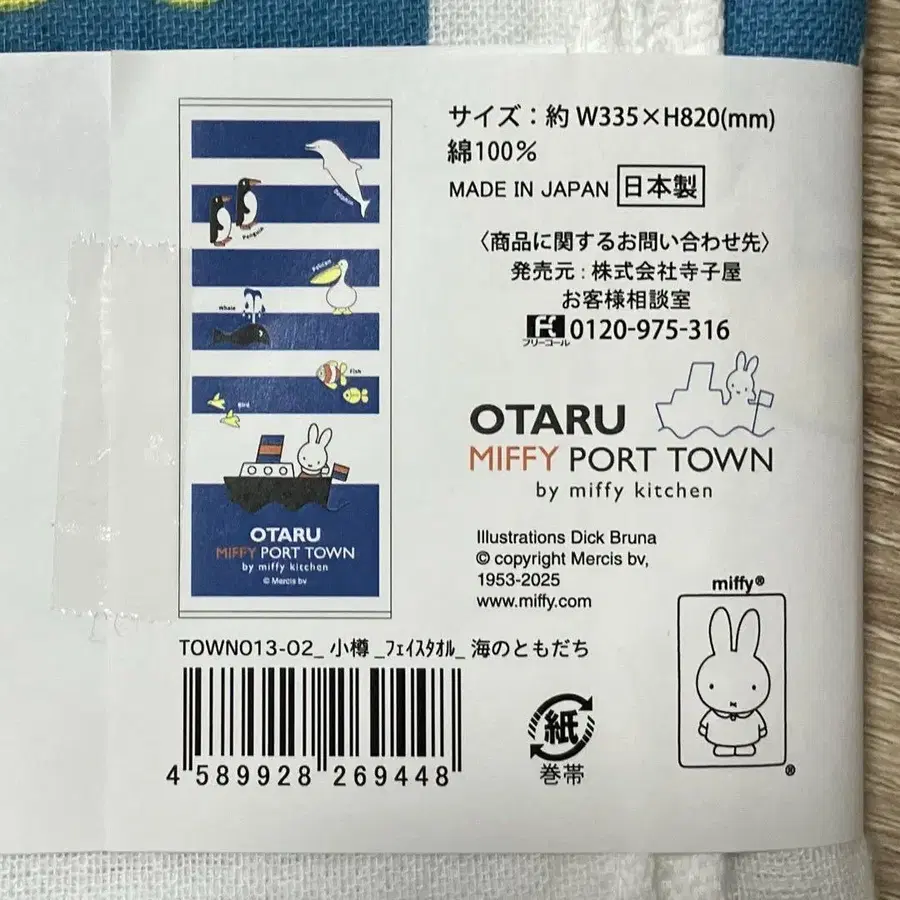 サイズ：約 W335×H820(mm)
綿100%
MADE IN JAPAN 日本製
〈商品に関するお問い合わせ先〉
発売元：株式会社寺子屋
お客様相談室
フリーコール 0120-975-316
OTARU
MIFFY PORT TOWN
by miffy kitchen
Illustrations Dick Bruna
© copyright Mercis bv,
1953-2025
www.miffy.com
miffy®
®
Dolphin
Penguin
Pelican
Whale
Fish
Bird
OTARU
MIFFY PORT TOWN
by miffy kitchen
© Mercis bv
TOWN013-02_ 小樽 _ﾌｪｲｽﾀｵﾙ_ 海のともだち
4 589928 269448
紙
巻帯